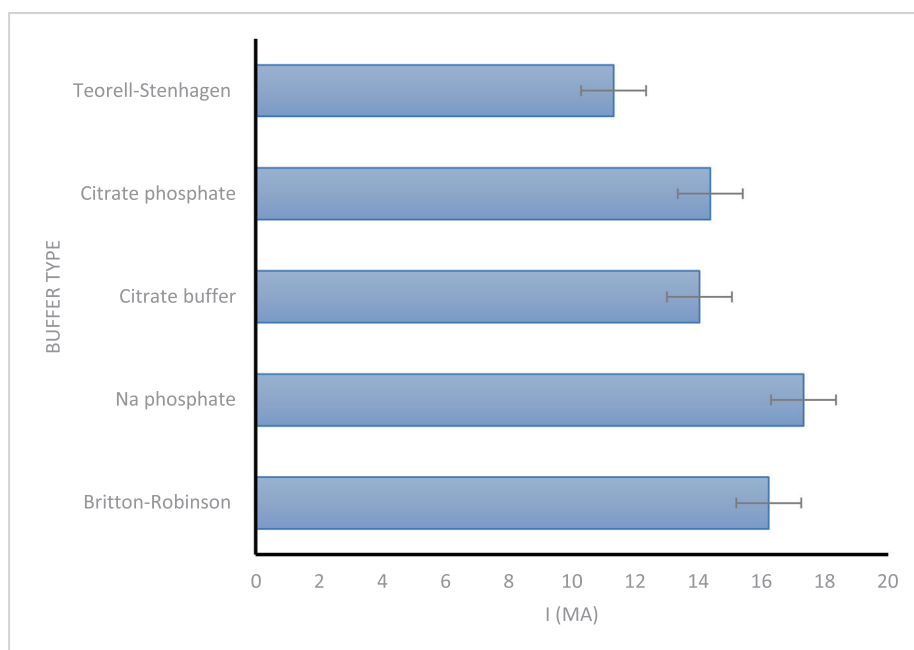 Teorell-Stenhagen
Citrate phosphate
Citrate buffer
Na phosphate
Britton-Robinson
BUFFER TYPE
0 2 4 6 8 10 12 14 16 18 20
I (MA)